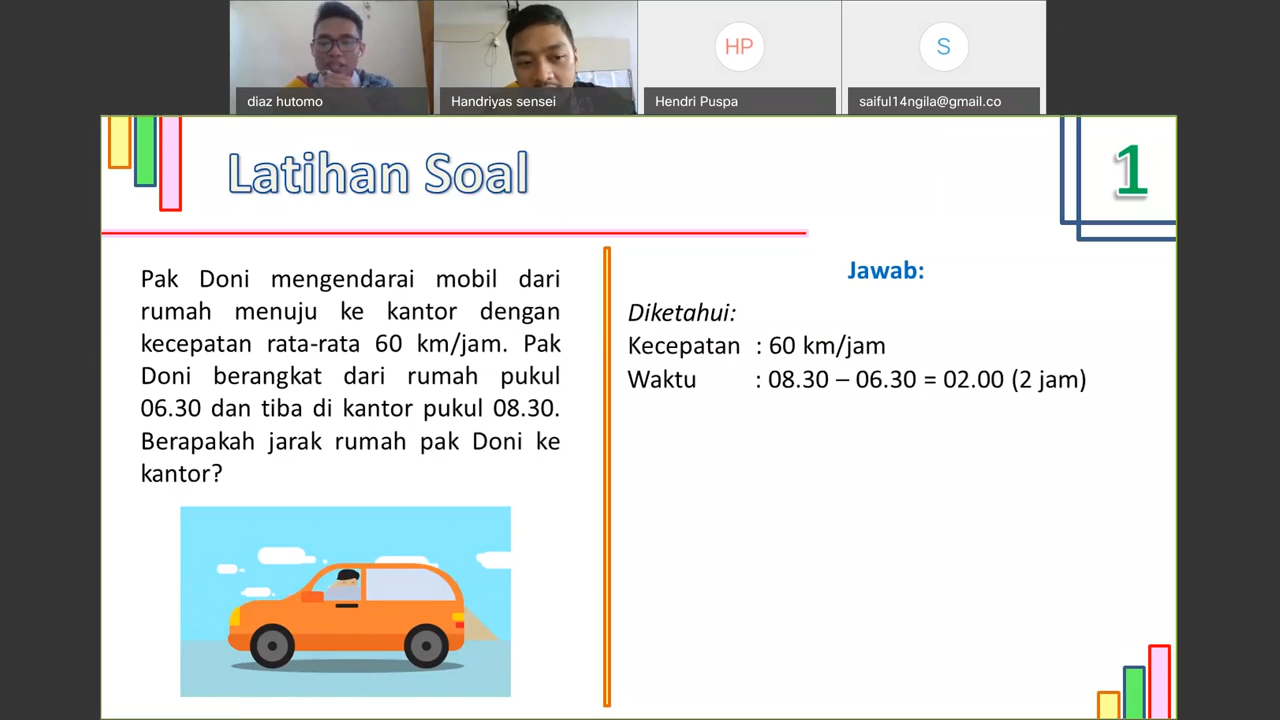 diaz hutomo
Handriyas sensei
HP
Hendri Puspa
S
saiful14ngila@gmail.co
Latihan Soal
1
Pak Doni mengendarai mobil dari
rumah menuju ke kantor dengan
kecepatan rata-rata 60 km/jam. Pak
Doni berangkat dari rumah pukul
06.30 dan tiba di kantor pukul 08.30.
Berapakah jarak rumah pak Doni ke
kantor?
Jawab:
Diketahui:
Kecepatan : 60 km/jam
Waktu : 08.30 – 06.30 = 02.00 (2 jam)